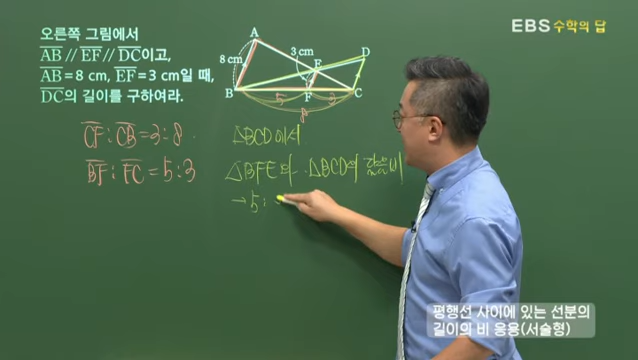 EBS 수학의 답
오른쪽 그림에서
AB // EF // DC이고,
AB = 8 cm, EF = 3 cm일 때,
DC의 길이를 구하여라.
A
D
8 cm
3 cm
E
B
F
C
5
3
8
CF : CB = 3 : 8
BF : FC = 5 : 3
△BCD에서
△BFE와 △BCD의 닮음비
→ 5 :
평행선 사이에 있는 선분의
길이의 비 응용(서술형)